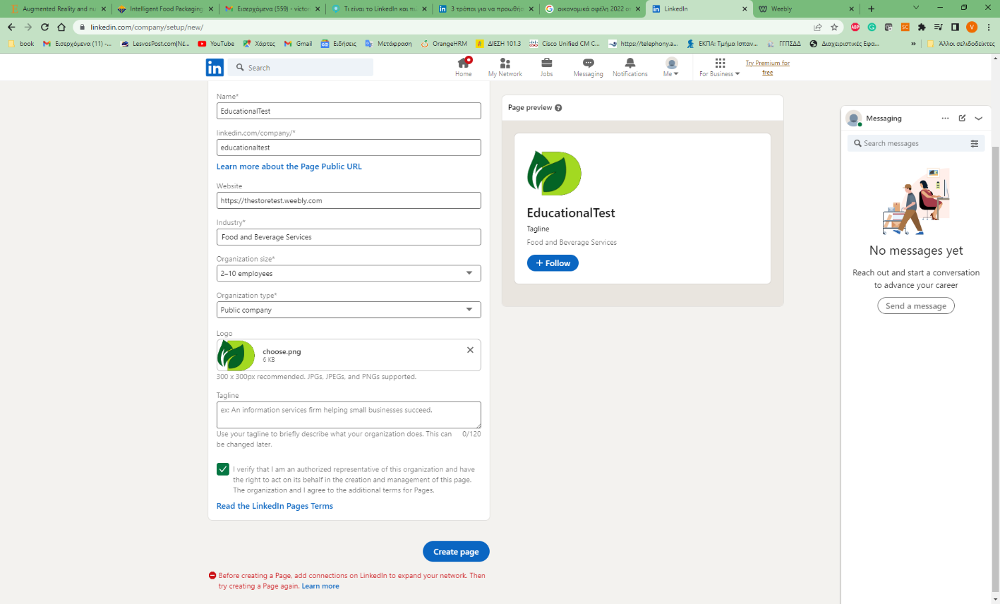 Augmented Reality and nu
Intelligent Food Packaging
Εισερχόμενα (559) - victor
Τι είναι το LinkedIn και πώ
3 τρόποι για να προωθήσ
οικονομικά οφέλη 2022 στ
LinkedIn
Weebly
linkedin.com/company/setup/new/
book
Εισερχόμενα (11) -...
LesvosPost.com|Νέ...
YouTube
Χάρτες
Gmail
Ειδήσεις
Μετάφραση
OrangeHRM
ΔΙΕΣΗ 101.3
Cisco Unified CM C...
https://telephony.a...
ΕΚΠΑ: Τμήμα Ισπαν...
ΓΓΠΣΔΔ
Διαχειριστικές Εφα...
»
Άλλοι σελιδοδείκτες
in
Search
Home
My Network
Jobs
Messaging
Notifications
Me
For Business
Try Premium for
free
Name*
EducationalTest
linkedin.com/company/*
educationaltest
Learn more about the Page Public URL
Website
https://thestoretest.weebly.com
Industry*
Food and Beverage Services
Organization size*
2–10 employees
Organization type*
Public company
Logo
choose.png
6 KB
300 x 300px recommended. JPGs, JPEGs, and PNGs supported.
Tagline
ex: An information services firm helping small businesses succeed.
Use your tagline to briefly describe what your organization does. This can 0/120
be changed later.
I verify that I am an authorized representative of this organization and have
the right to act on its behalf in the creation and management of this page.
The organization and I agree to the additional terms for Pages.
Read the LinkedIn Pages Terms
Create page
Before creating a Page, add connections on LinkedIn to expand your network. Then
try creating a Page again. Learn more
Page preview
EducationalTest
Tagline
Food and Beverage Services
+ Follow
Messaging
Search messages
No messages yet
Reach out and start a conversation
to advance your career
Send a message